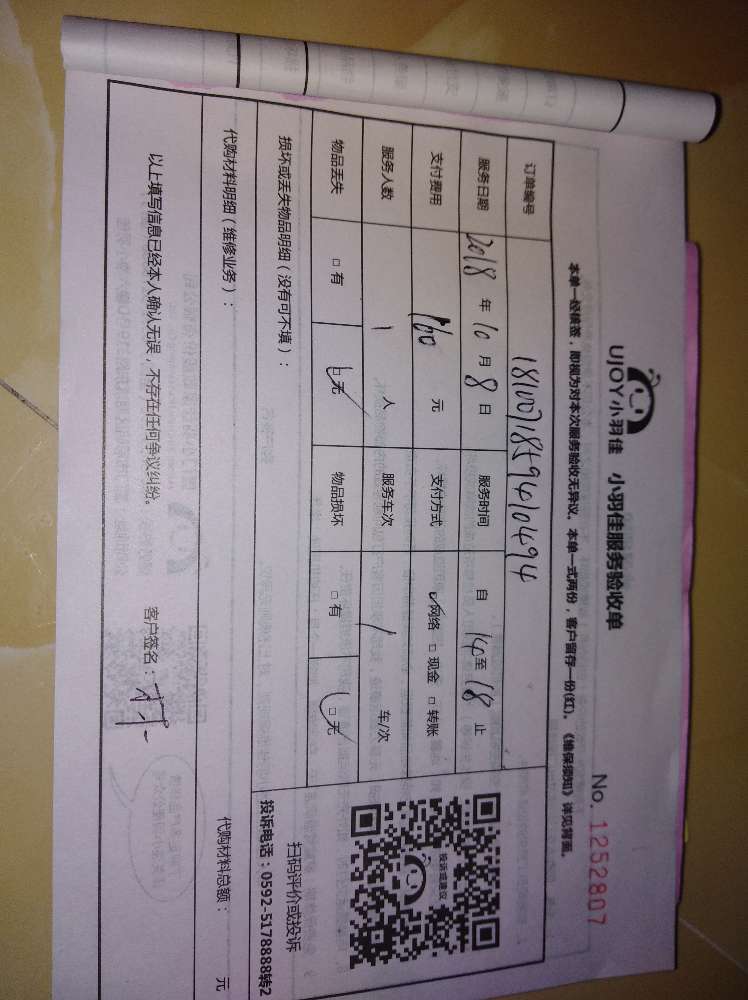 UJOY小羽佳 小羽佳服务验收单
No. 1252807
本单一经横签，即视为对本次服务验收无异议。本单一式两份，客户留存一份(红)。《维保须知》详见背面。
订单编号 1810071859410494
服务日期 2018 年 10 月 8 日 服务时间 自 14 至 18 止
支付费用 160 元 支付方式 ☑网络 □现金 □转账
服务人数 1 人 服务车次 1 车/次
物品丢失 □有 ☑无 物品损坏 □有 ☑无
投诉或建议
扫码评价或投诉
投诉电话：0592-5178888转2
损坏或丢失物品明细（没有可不填）：
代购材料明细（维修业务）： 代购材料总额： 元
以上填写信息已经本人确认无误，不存在任何争议纠纷。 客户签名：